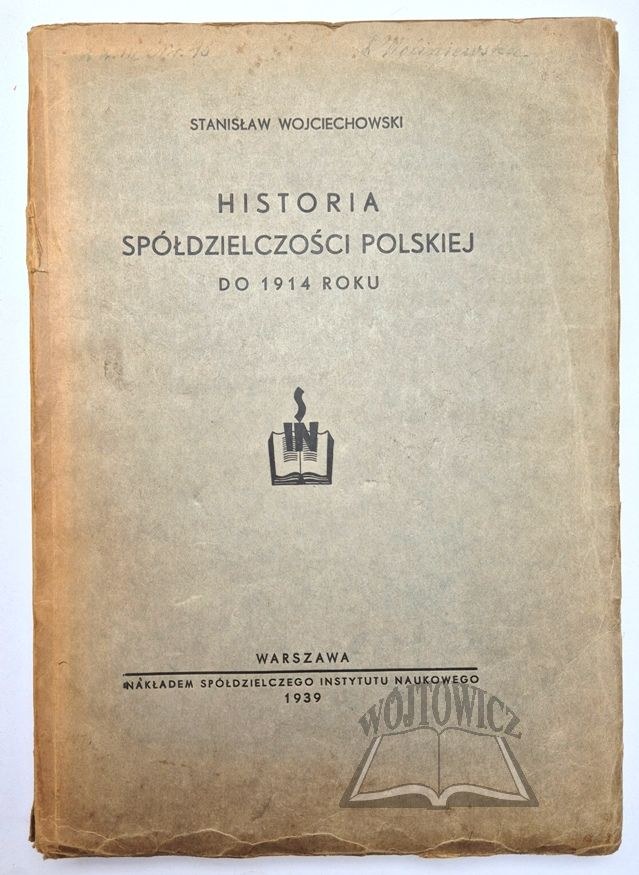 STANISŁAW WOJCIECHOWSKI
HISTORIA
SPÓŁDZIELCZOŚCI POLSKIEJ
DO 1914 ROKU
S
IN
WARSZAWA
NAKŁADEM SPÓŁDZIELCZEGO INSTYTUTU NAUKOWEGO
1939
WÓJTOWICZ